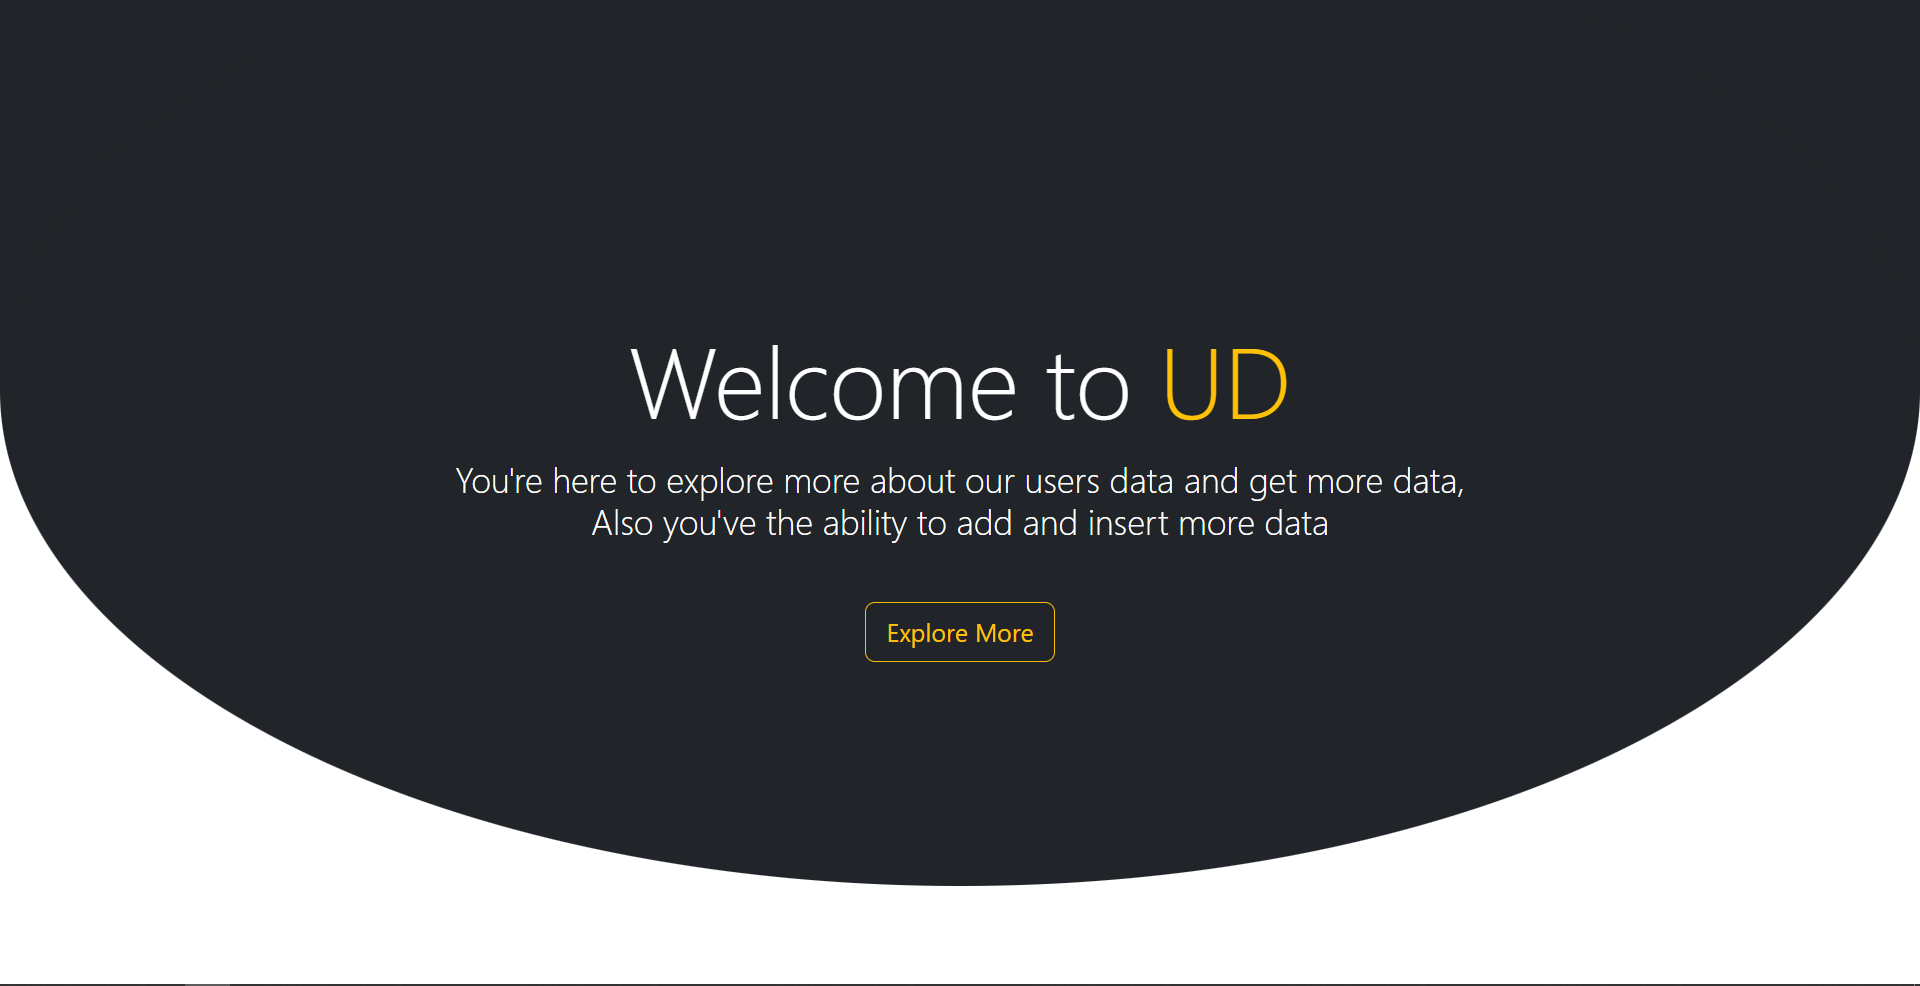 Welcome to UD
You're here to explore more about our users data and get more data,
Also you've the ability to add and insert more data
Explore More